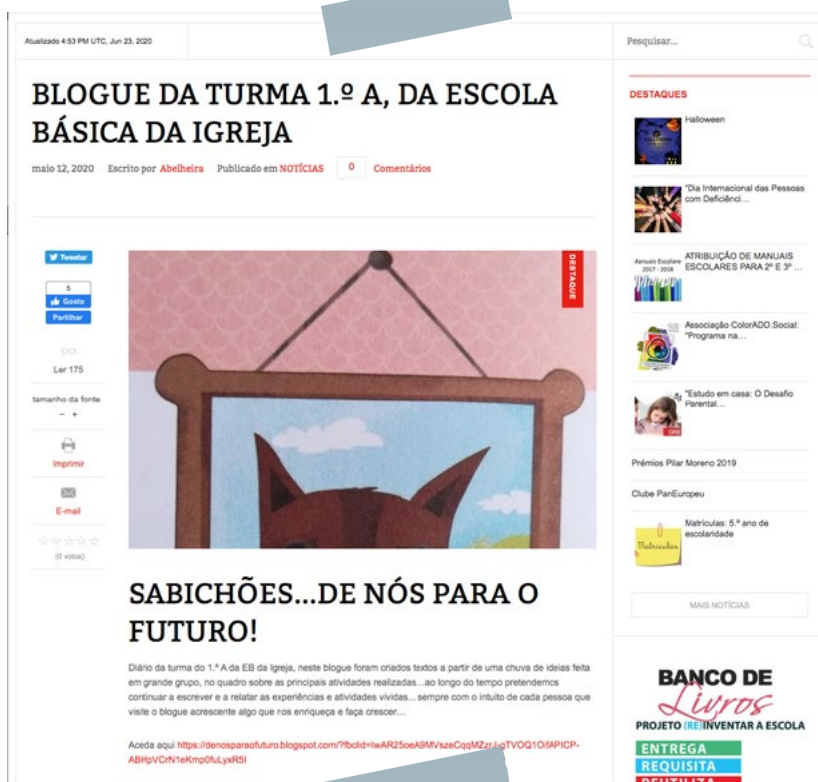 Atualizado 4:53 PM UTC, Jun 23, 2020
Pesquisar...
BLOGUE DA TURMA 1.º A, DA ESCOLA
BÁSICA DA IGREJA
maio 12, 2020 Escrito por Abelheira Publicado em NOTÍCIAS 0 Comentários
Tweetar
5
Gosto
Partilhar
Ler 175
tamanho da fonte
– +
Imprimir
E-mail
(0 votos)
DESTAQUE
SABICHÕES...DE NÓS PARA O
FUTURO!
Diário da turma do 1.º A da EB da Igreja, neste blogue foram criados textos a partir de uma chuva de ideias feita
em grande grupo, no quadro sobre as principais atividades realizadas...ao longo do tempo pretendemos
continuar a escrever e a relatar as experiências e atividades vividas... sempre com o intuito de cada pessoa que
visite o blogue acrescente algo que nos enriqueça e faça crescer...
Aceda aqui
DESTAQUES
Halloween
"Dia Internacional das Pessoas
com Deficiênci...
Manuais Escolares
2017 - 2018
ATRIBUIÇÃO DE MANUAIS
ESCOLARES PARA 2º E 3º ...
Associação ColorADD.Social:
"Programa na...
"Estudo em casa: O Desafio
Parental...
Prémios Pilar Moreno 2019
Clube PanEuropeu
Matrículas
Matrículas: 5.º ano de
escolaridade
MAIS NOTÍCIAS
BANCO DE
Livros
PROJETO (RE)INVENTAR A ESCOLA
ENTREGA
REQUISITA
REUTILIZA